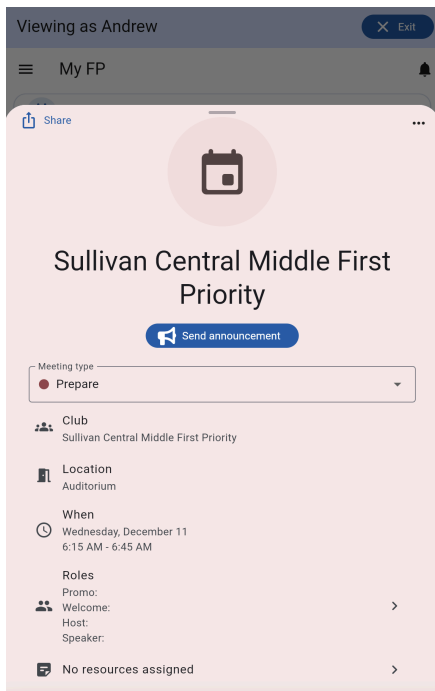 Viewing as Andrew
Exit
My FP
Share
Sullivan Central Middle First
Priority
Send announcement
Meeting type
Prepare
Club
Sullivan Central Middle First Priority
Location
Auditorium
When
Wednesday, December 11
6:15 AM - 6:45 AM
Roles
Promo:
Welcome:
Host:
Speaker:
No resources assigned